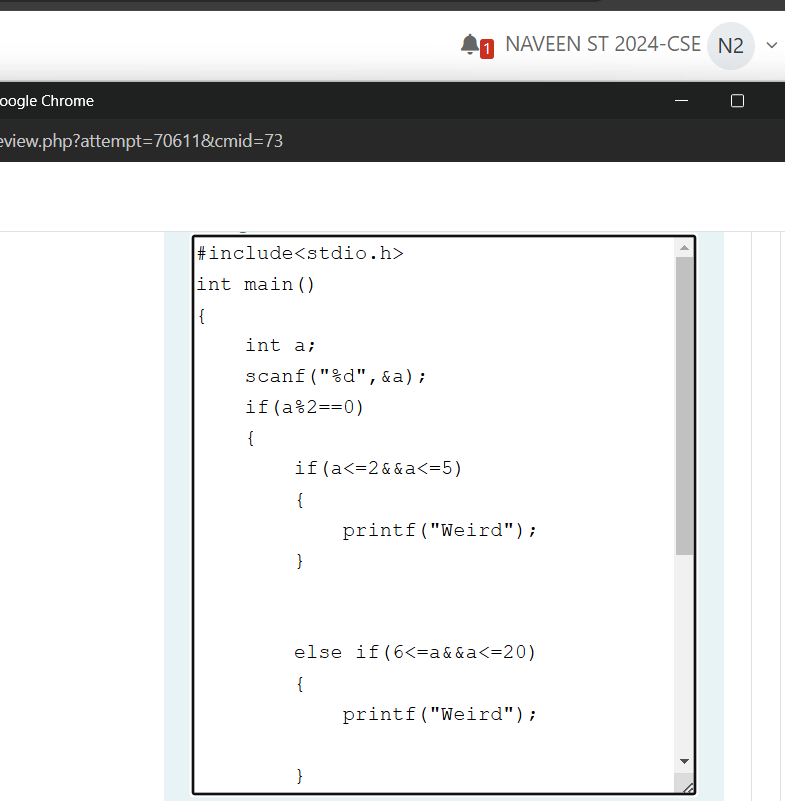 1
NAVEEN ST 2024-CSE
N2
oogle Chrome
eview.php?attempt=70611&cmid=73
#include<stdio.h>
int main()
{
    int a;
    scanf("%d",&a);
    if(a%2==0)
    {
        if(a<=2&&a<=5)
        {
            printf("Weird");
        }
        else if(6<=a&&a<=20)
        {
            printf("Weird");
        }